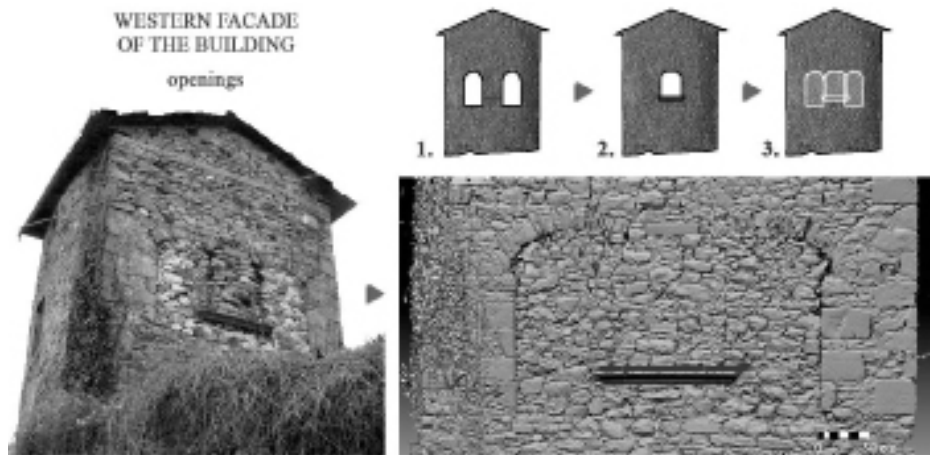 WESTERN FACADE
OF THE BUILDING
openings
1.
2.
3.